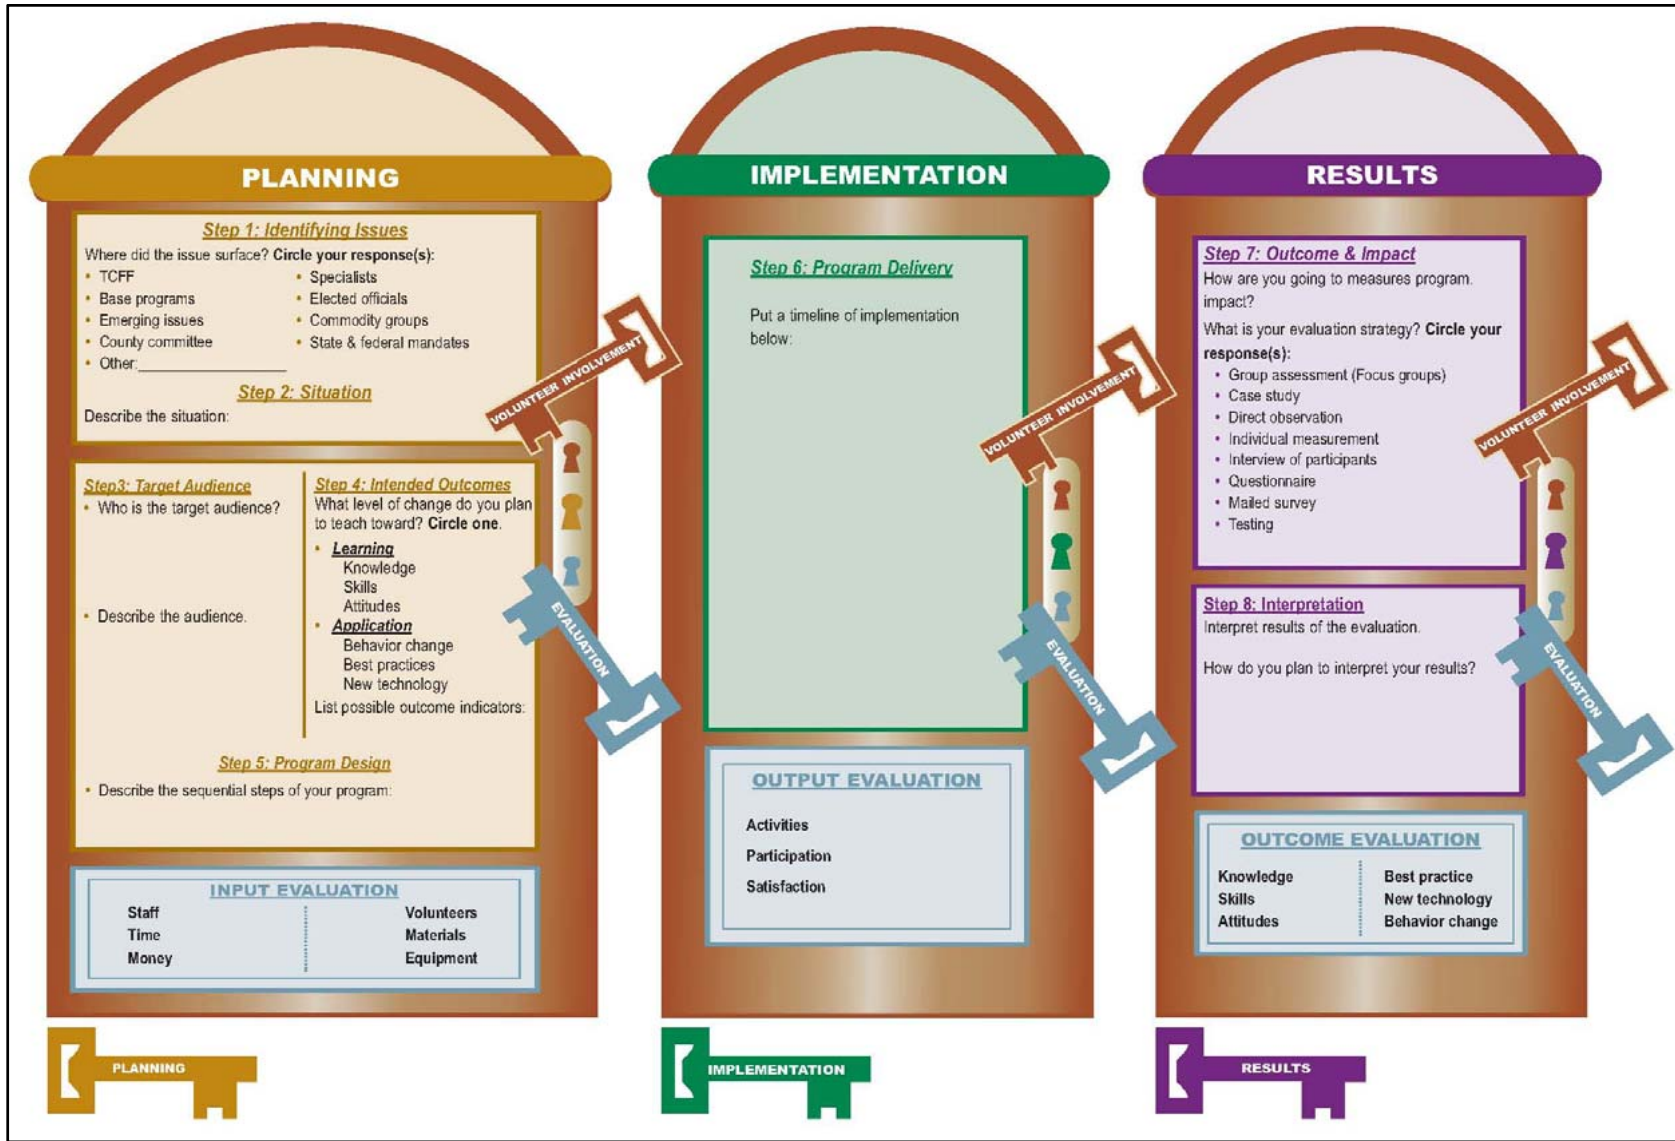 PLANNING
Step 1: Identifying Issues
Where did the issue surface? Circle your response(s):
• TCFF
• Base programs
• Emerging issues
• County committee
• Other:__________________
• Specialists
• Elected officials
• Commodity groups
• State & federal mandates
Step 2: Situation
Describe the situation:
Step3: Target Audience
• Who is the target audience?
• Describe the audience.
Step 4: Intended Outcomes
What level of change do you plan
to teach toward? Circle one.
• Learning
Knowledge
Skills
Attitudes
• Application
Behavior change
Best practices
New technology
List possible outcome indicators:
Step 5: Program Design
• Describe the sequential steps of your program:
INPUT EVALUATION
Staff
Time
Money
Volunteers
Materials
Equipment
VOLUNTEER INVOLVEMENT
EVALUATION
PLANNING
IMPLEMENTATION
Step 6: Program Delivery
Put a timeline of implementation
below:
OUTPUT EVALUATION
Activities
Participation
Satisfaction
VOLUNTEER INVOLVEMENT
EVALUATION
IMPLEMENTATION
RESULTS
Step 7: Outcome & Impact
How are you going to measures program.
impact?
What is your evaluation strategy? Circle your
response(s):
• Group assessment (Focus groups)
• Case study
• Direct observation
• Individual measurement
• Interview of participants
• Questionnaire
• Mailed survey
• Testing
Step 8: Interpretation
Interpret results of the evaluation.
How do you plan to interpret your results?
OUTCOME EVALUATION
Knowledge
Skills
Attitudes
Best practice
New technology
Behavior change
VOLUNTEER INVOLVEMENT
EVALUATION
RESULTS